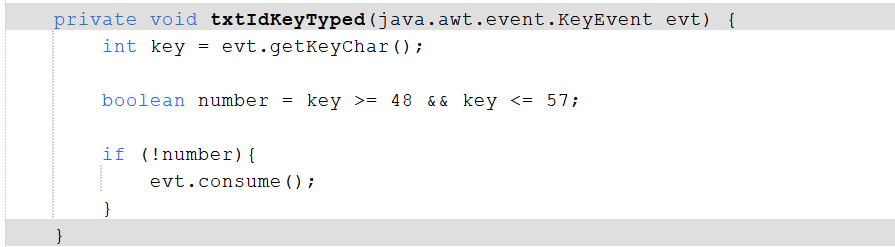 private void txtIdKeyTyped(java.awt.event.KeyEvent evt) {
int key = evt.getKeyChar();
boolean number = key >= 48 && key <= 57;
if (!number){
evt.consume();
}
}